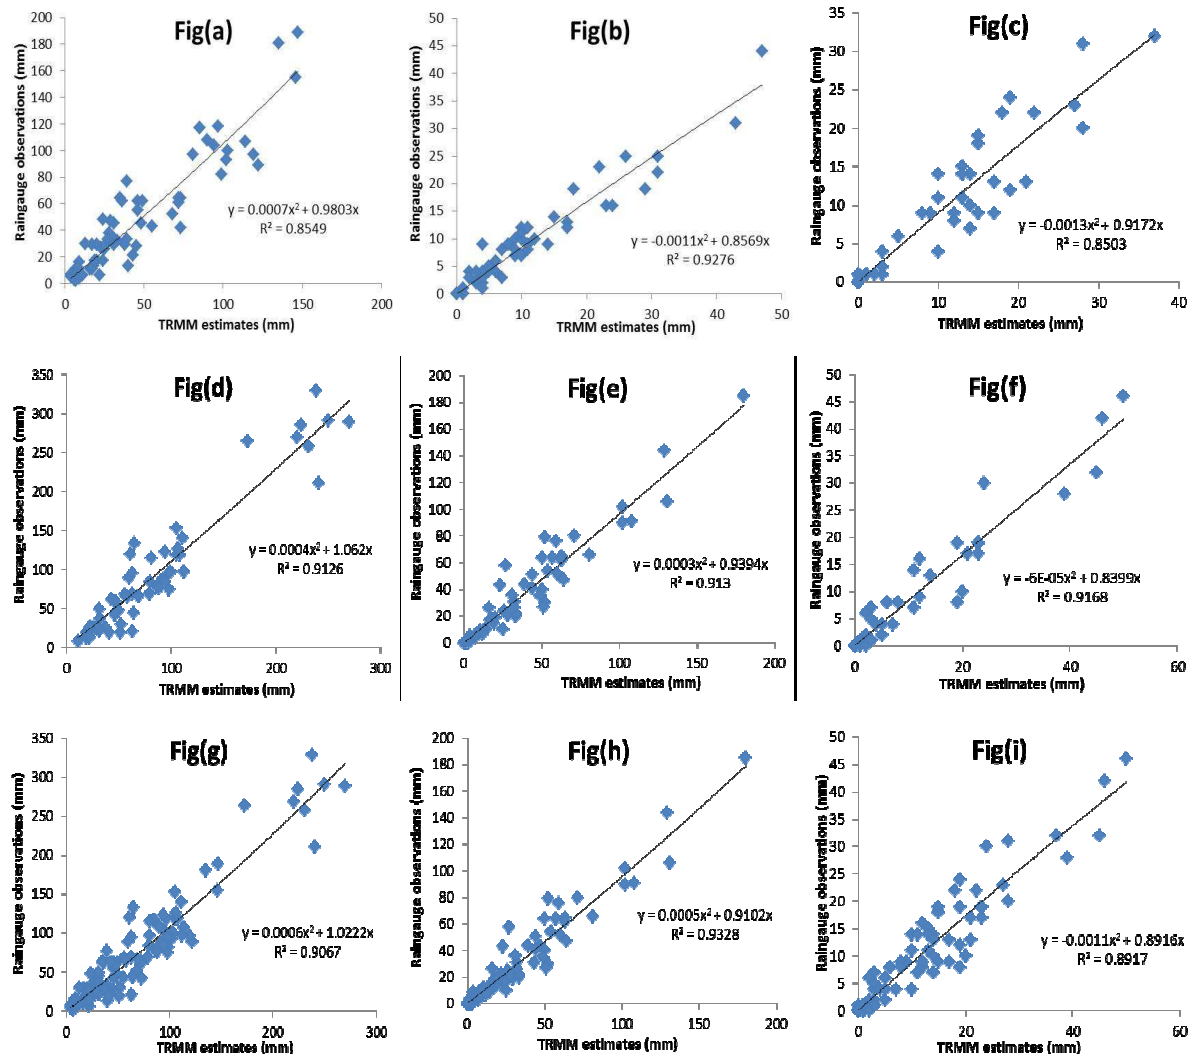 Fig(a)
Raingauge observations (mm)
200
180
160
140
120
100
80
60
40
20
0
y = 0.0007x² + 0.9803x
R² = 0.8549
0
50
100
150
200
TRMM estimates (mm)
Fig(b)
Raingauge observations (mm)
50
45
40
35
30
25
20
15
10
5
0
y = -0.0011x² + 0.8569x
R² = 0.9276
0
10
20
30
40
50
TRMM estimates (mm)
Fig(c)
Raingauge observations (mm)
35
30
25
20
15
10
5
0
y = -0.0013x² + 0.9172x
R² = 0.8503
0
10
20
30
40
TRMM estimates (mm)
Fig(d)
Raingauge observations (mm)
350
300
250
200
150
100
50
0
y = 0.0004x² + 1.062x
R² = 0.9126
0
100
200
300
TRMM estimates (mm)
Fig(e)
Raingauge observations (mm)
200
180
160
140
120
100
80
60
40
20
0
y = 0.0003x² + 0.9394x
R² = 0.913
0
50
100
150
200
TRMM estimates (mm)
Fig(f)
Raingauge observations (mm)
50
45
40
35
30
25
20
15
10
5
0
y = -6E-05x² + 0.8399x
R² = 0.9168
0
20
40
60
TRMM estimates (mm)
Fig(g)
Raingauge observations (mm)
350
300
250
200
150
100
50
0
y = 0.0006x² + 1.0222x
R² = 0.9067
0
100
200
300
TRMM estimates (mm)
Fig(h)
Raingauge observations (mm)
200
180
160
140
120
100
80
60
40
20
0
y = 0.0005x² + 0.9102x
R² = 0.9328
0
50
100
150
200
TRMM estimates (mm)
Fig(i)
Raingauge observations (mm)
50
45
40
35
30
25
20
15
10
5
0
y = -0.0011x² + 0.8916x
R² = 0.8917
0
20
40
60
TRMM estimates (mm)